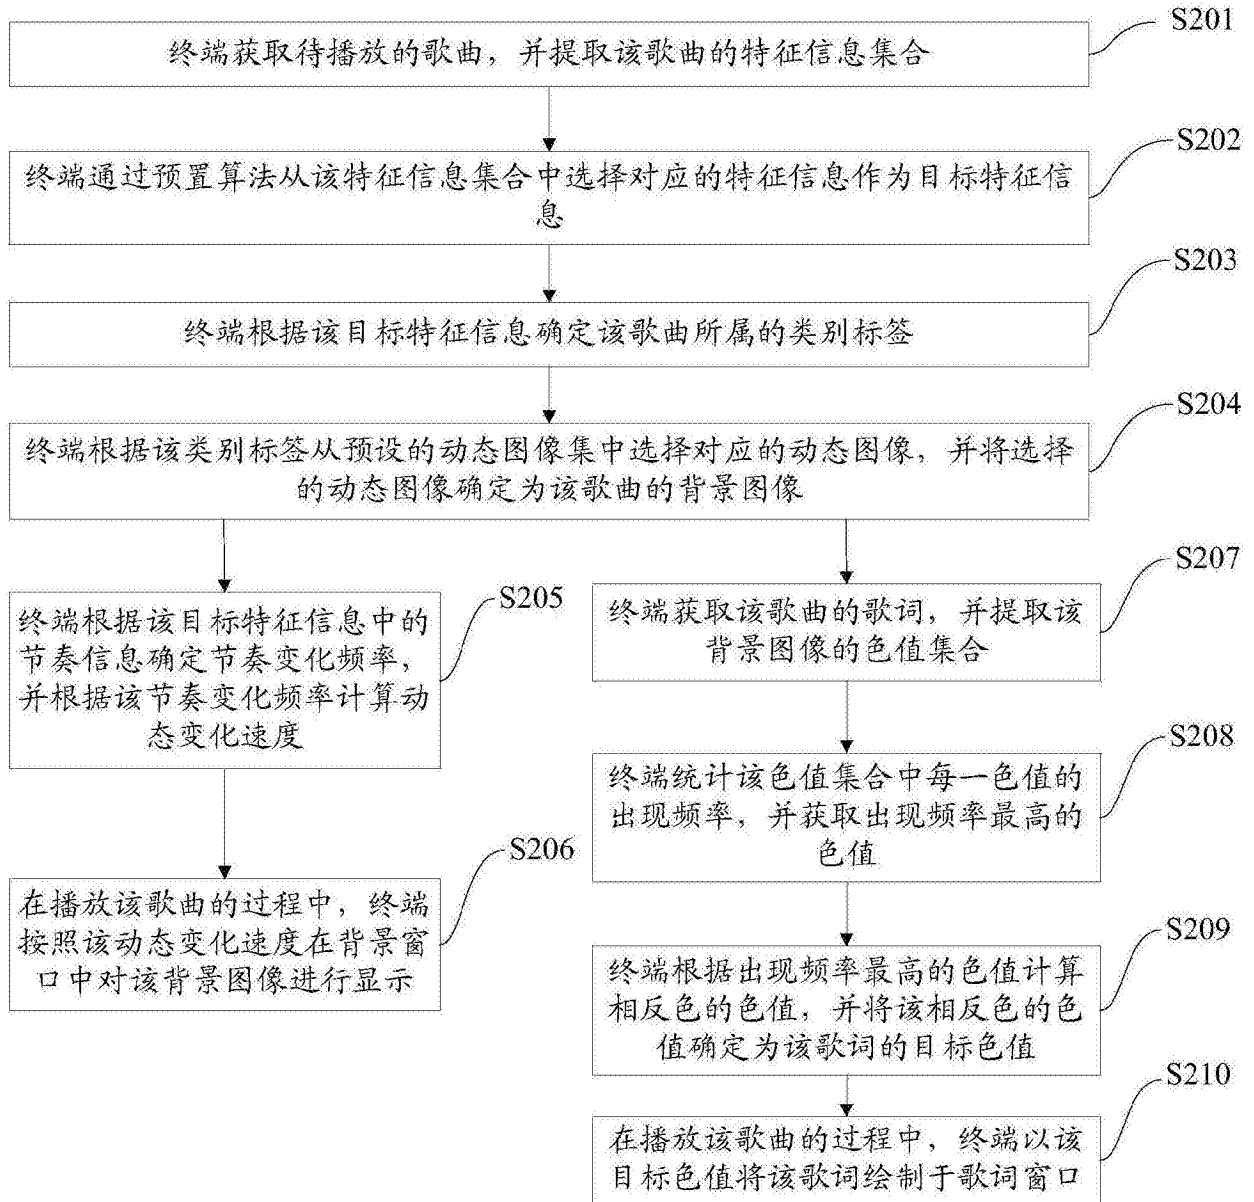 S201
终端获取待播放的歌曲，并提取该歌曲的特征信息集合
S202
终端通过预置算法从该特征信息集合中选择对应的特征信息作为目标特征信
息
S203
终端根据该目标特征信息确定该歌曲所属的类别标签
S204
终端根据该类别标签从预设的动态图像集中选择对应的动态图像，并将选择
的动态图像确定为该歌曲的背景图像
S205
终端根据该目标特征信息中的
节奏信息确定节奏变化频率，
并根据该节奏变化频率计算动
态变化速度
S206
在播放该歌曲的过程中，终端
按照该动态变化速度在背景窗
口中对该背景图像进行显示
S207
终端获取该歌曲的歌词，并提取该
背景图像的色值集合
S208
终端统计该色值集合中每一色值的
出现频率，并获取出现频率最高的
色值
S209
终端根据出现频率最高的色值计算
相反色的色值，并将该相反色的色
值确定为该歌词的目标色值
S210
在播放该歌曲的过程中，终端以该
目标色值将该歌词绘制于歌词窗口